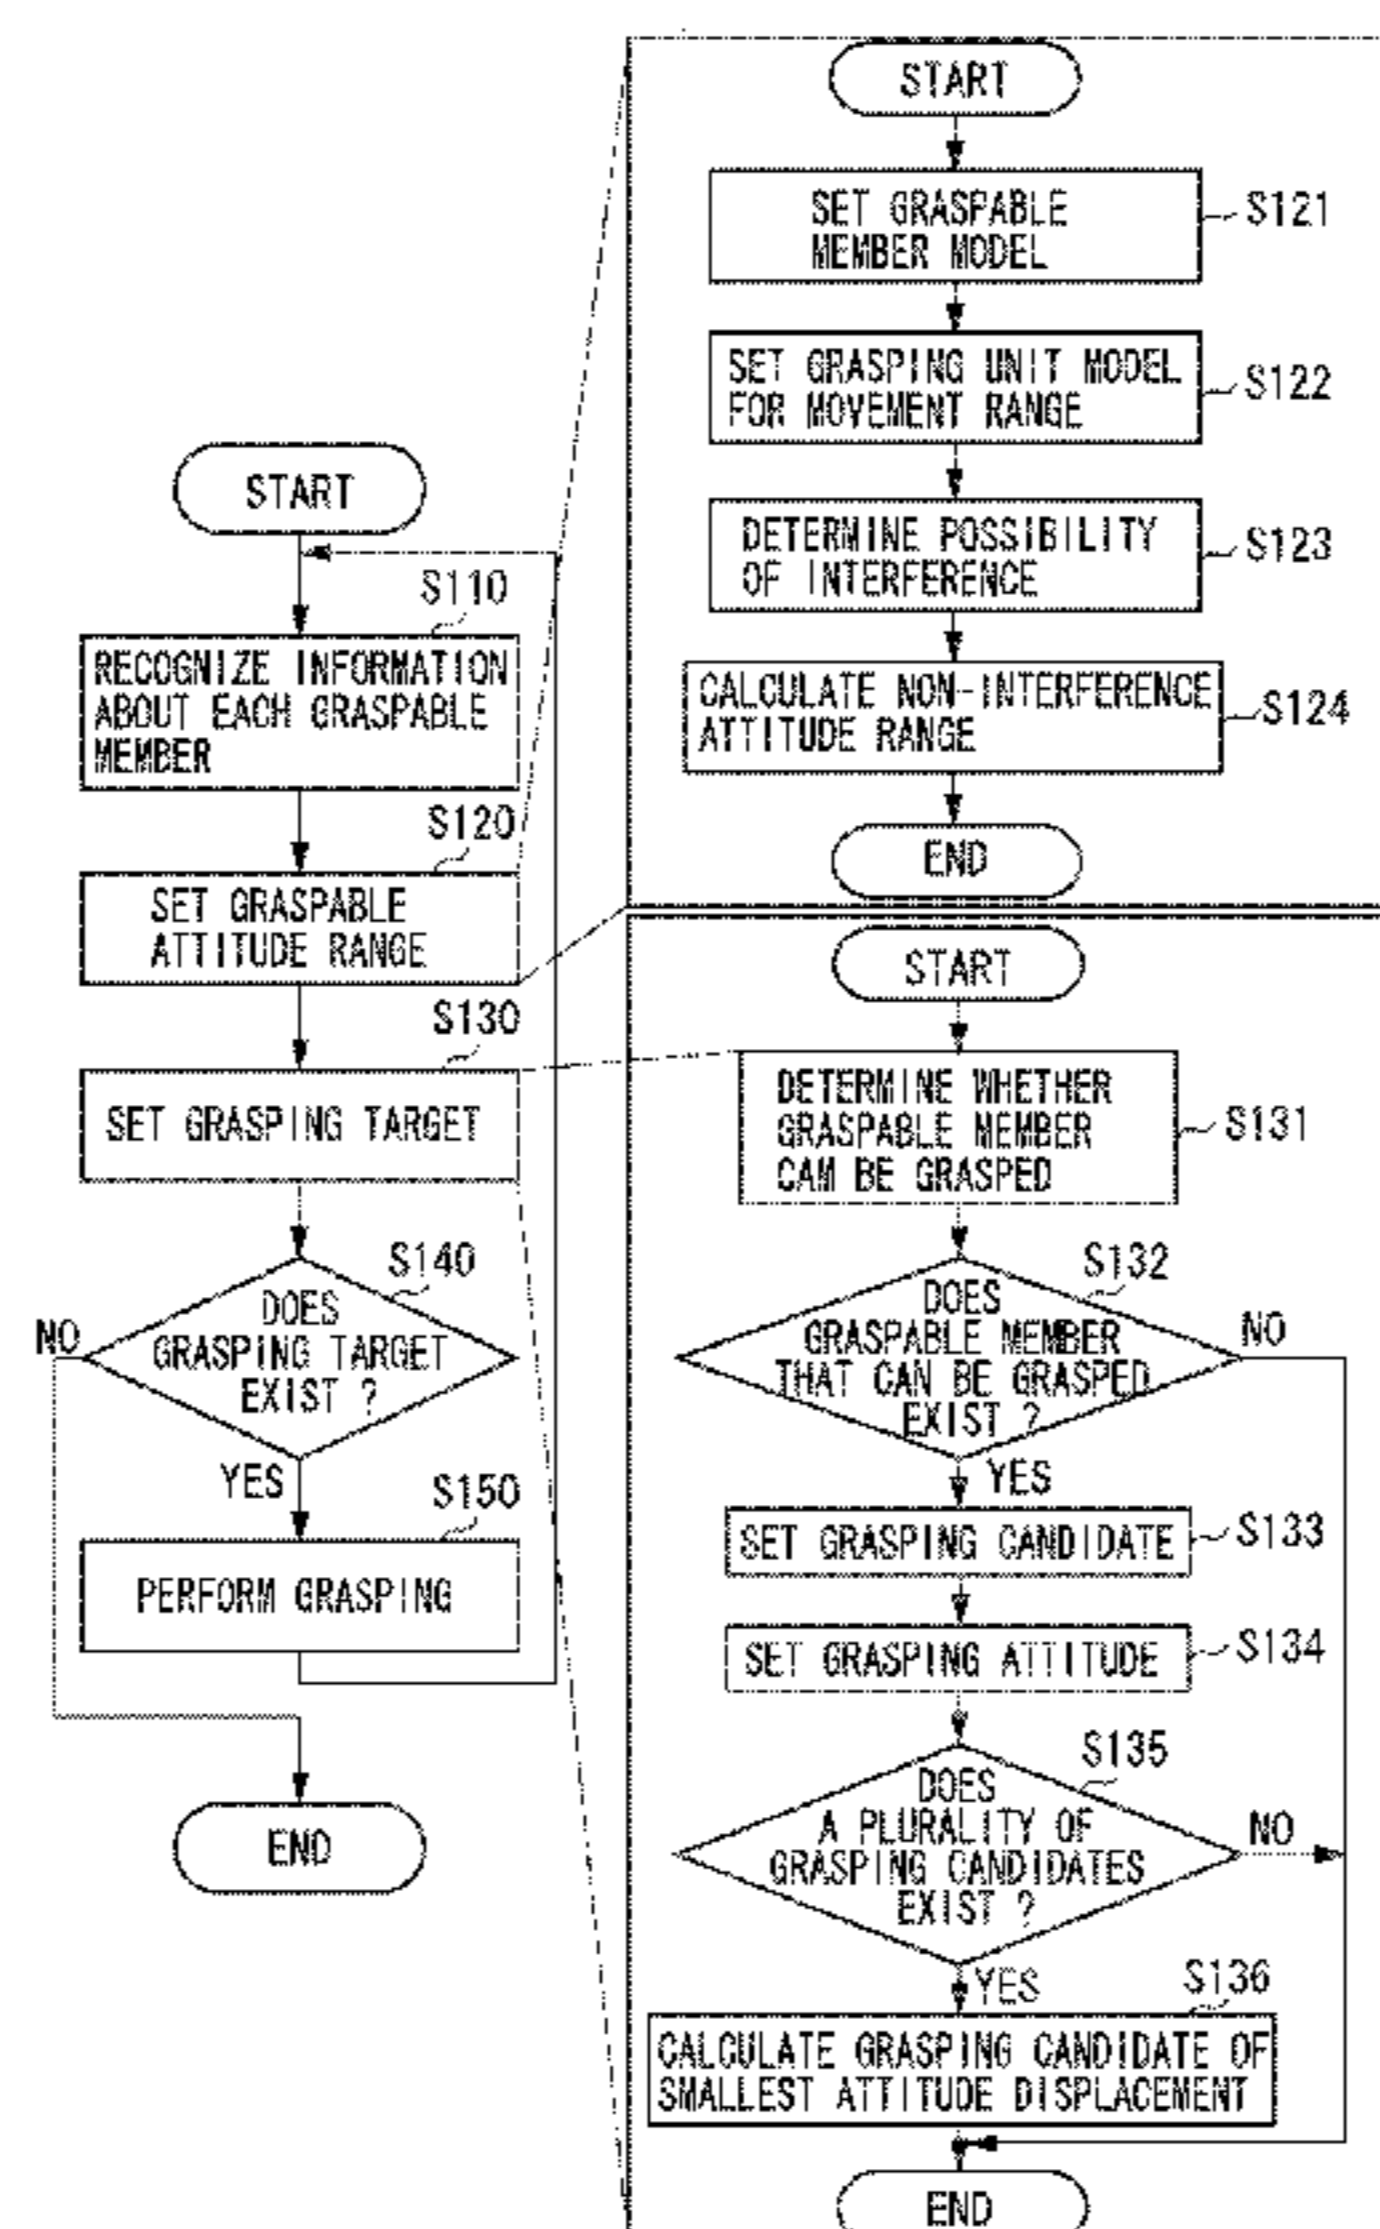 START
S110
RECOGNIZE INFORMATION
ABOUT EACH GRASPABLE
MEMBER
S120
SET GRASPABLE
ATTITUDE RANGE
S130
SET GRASPING TARGET
S140
DOES
GRASPING TARGET
EXIST ?
NO
YES
S150
PERFORM GRASPING
END
START
SET GRASPABLE
MEMBER MODEL
S121
SET GRASPING UNIT MODEL
FOR MOVEMENT RANGE
S122
DETERMINE POSSIBILITY
OF INTERFERENCE
S123
CALCULATE NON-INTERFERENCE
ATTITUDE RANGE
S124
END
START
DETERMINE WHETHER
GRASPABLE MEMBER
CAM BE GRASPED
S131
S132
DOES
GRASPABLE MEMBER
THAT CAN BE GRASPED
EXIST ?
NO
YES
SET GRASPING CANDIDATE
S133
SET GRASPING ATTITUDE
S134
S135
DOES
A PLURALITY OF
GRASPING CANDIDATES
EXIST ?
NO
YES
S136
CALCULATE GRASPING CANDIDATE OF
SMALLEST ATTITUDE DISPLACEMENT
END